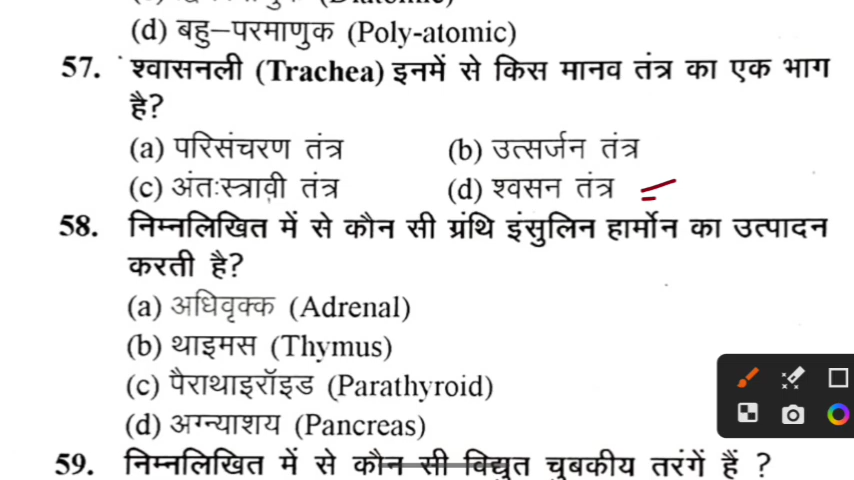 (d) बहु–परमाणुक (Poly-atomic)
57. श्वासनली (Trachea) इनमें से किस मानव तंत्र का एक भाग
है?
(a) परिसंचरण तंत्र (b) उत्सर्जन तंत्र
(c) अंतःस्त्रावी तंत्र (d) श्वसन तंत्र
58. निम्नलिखित में से कौन सी ग्रंथि इंसुलिन हार्मोन का उत्पादन
करती है?
(a) अधिवृक्क (Adrenal)
(b) थाइमस (Thymus)
(c) पैराथाइरॉइड (Parathyroid)
(d) अग्न्याशय (Pancreas)
59. निम्नलिखित में से कौन सी विद्युत चुबकीय तरंगें हैं ?